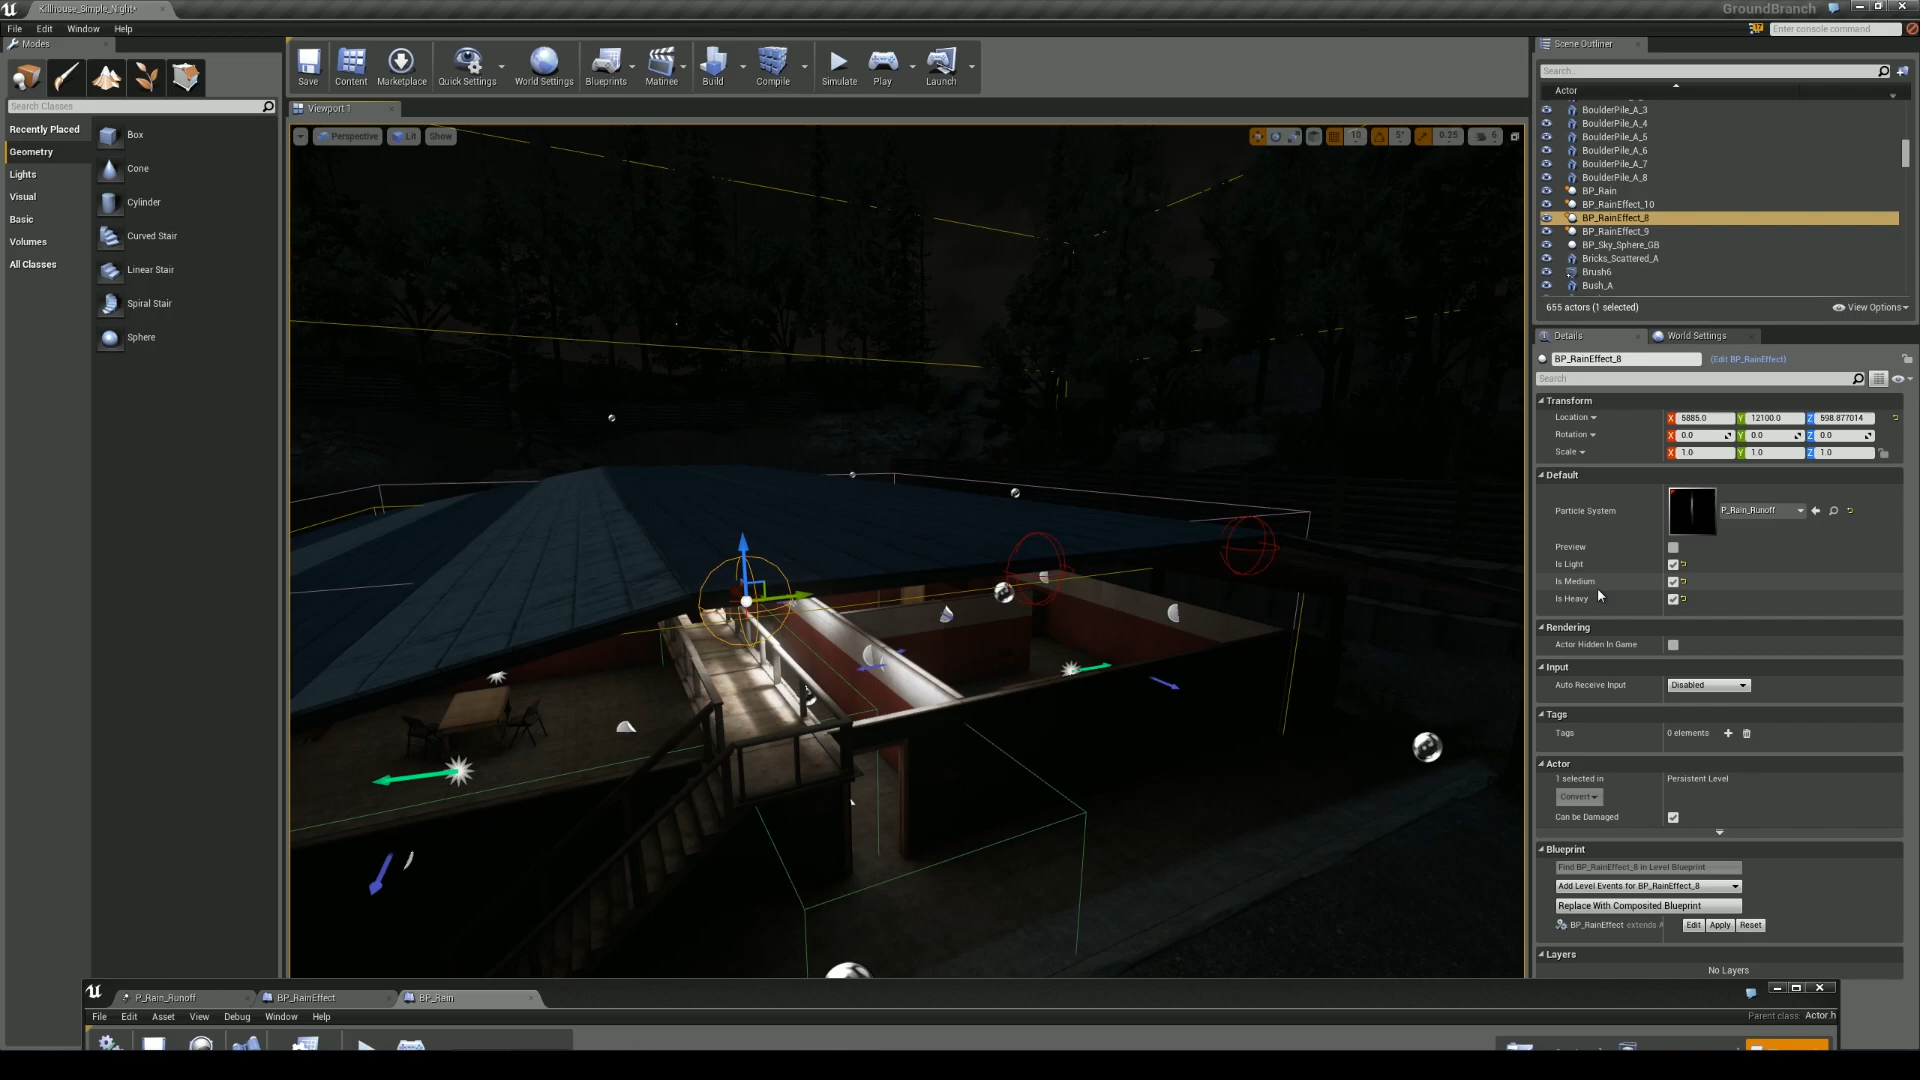 Killhouse_Simple_Night*
GroundBranch
File Edit Window Help
Enter console command
Modes
Search Classes
Recently Placed
Geometry
Lights
Visual
Basic
Volumes
All Classes
Box
Cone
Cylinder
Curved Stair
Linear Stair
Spiral Stair
Sphere
Save Content Marketplace Quick Settings World Settings Blueprints Matinee Build Compile Simulate Play Launch
Viewport 1
Perspective Lit Show
10 5° 0.25 6
Scene Outliner
Search...
Actor
BoulderPile_A_3
BoulderPile_A_4
BoulderPile_A_5
BoulderPile_A_6
BoulderPile_A_7
BoulderPile_A_8
BP_Rain
BP_RainEffect_10
BP_RainEffect_8
BP_RainEffect_9
BP_Sky_Sphere_GB
Bricks_Scattered_A
Brush6
Bush_A
655 actors (1 selected)
View Options
Details World Settings
BP_RainEffect_8 (Edit BP_RainEffect)
Search
Transform
Location X 5885.0 Y 12100.0 Z 598.877014
Rotation X 0.0 Y 0.0 Z 0.0
Scale X 1.0 Y 1.0 Z 1.0
Default
Particle System P_Rain_Runoff
Preview
Is Light
Is Medium
Is Heavy
Rendering
Actor Hidden In Game
Input
Auto Receive Input Disabled
Tags
Tags 0 elements
Actor
1 selected in Persistent Level
Convert
Can be Damaged
Blueprint
Find BP_RainEffect_8 in Level Blueprint
Add Level Events for BP_RainEffect_8
Replace With Composited Blueprint
BP_RainEffect extends A Edit Apply Reset
Layers
No Layers
P_Rain_Runoff BP_RainEffect BP_Rain
File Edit Asset View Debug Window Help
Parent class: Actor.h